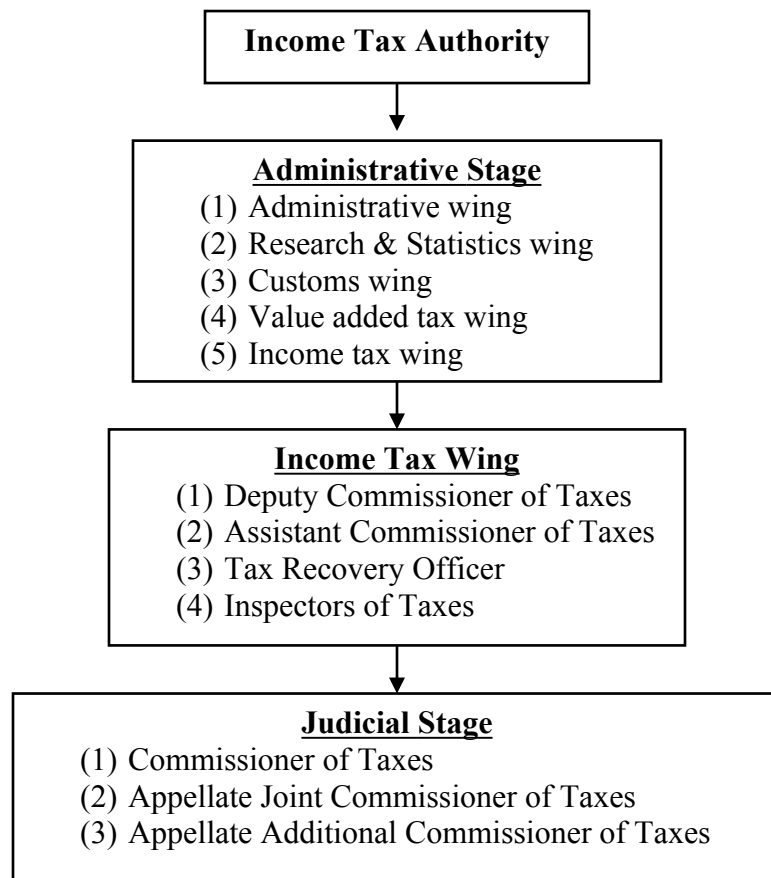 Income Tax Authority
Administrative Stage
(1) Administrative wing
(2) Research & Statistics wing
(3) Customs wing
(4) Value added tax wing
(5) Income tax wing
Income Tax Wing
(1) Deputy Commissioner of Taxes
(2) Assistant Commissioner of Taxes
(3) Tax Recovery Officer
(4) Inspectors of Taxes
Judicial Stage
(1) Commissioner of Taxes
(2) Appellate Joint Commissioner of Taxes
(3) Appellate Additional Commissioner of Taxes